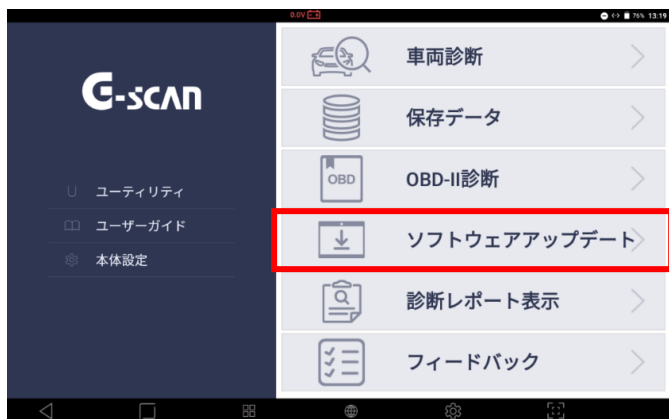 0.0V
76% 13:19
G-scan
ユーティリティ
ユーザーガイド
本体設定
車両診断
保存データ
OBD
OBD-II診断
ソフトウェアアップデート
診断レポート表示
フィードバック